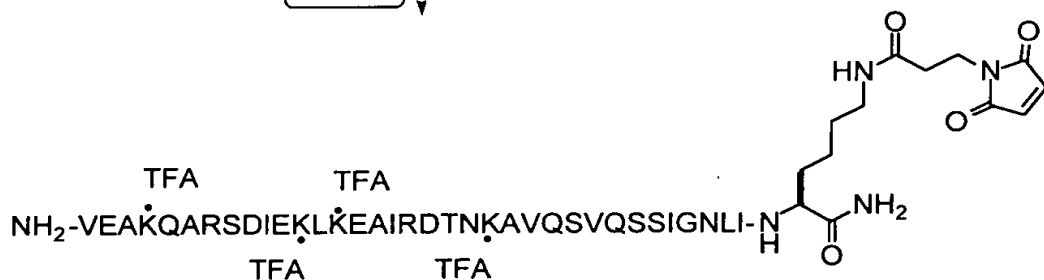 O
O
HN
N
O
TFA
TFA
NH₂-VEAKQARSDIEKLKEAIRDTNKAVQSVQSSIGNLI-N
H
NH₂
O
TFA
TFA